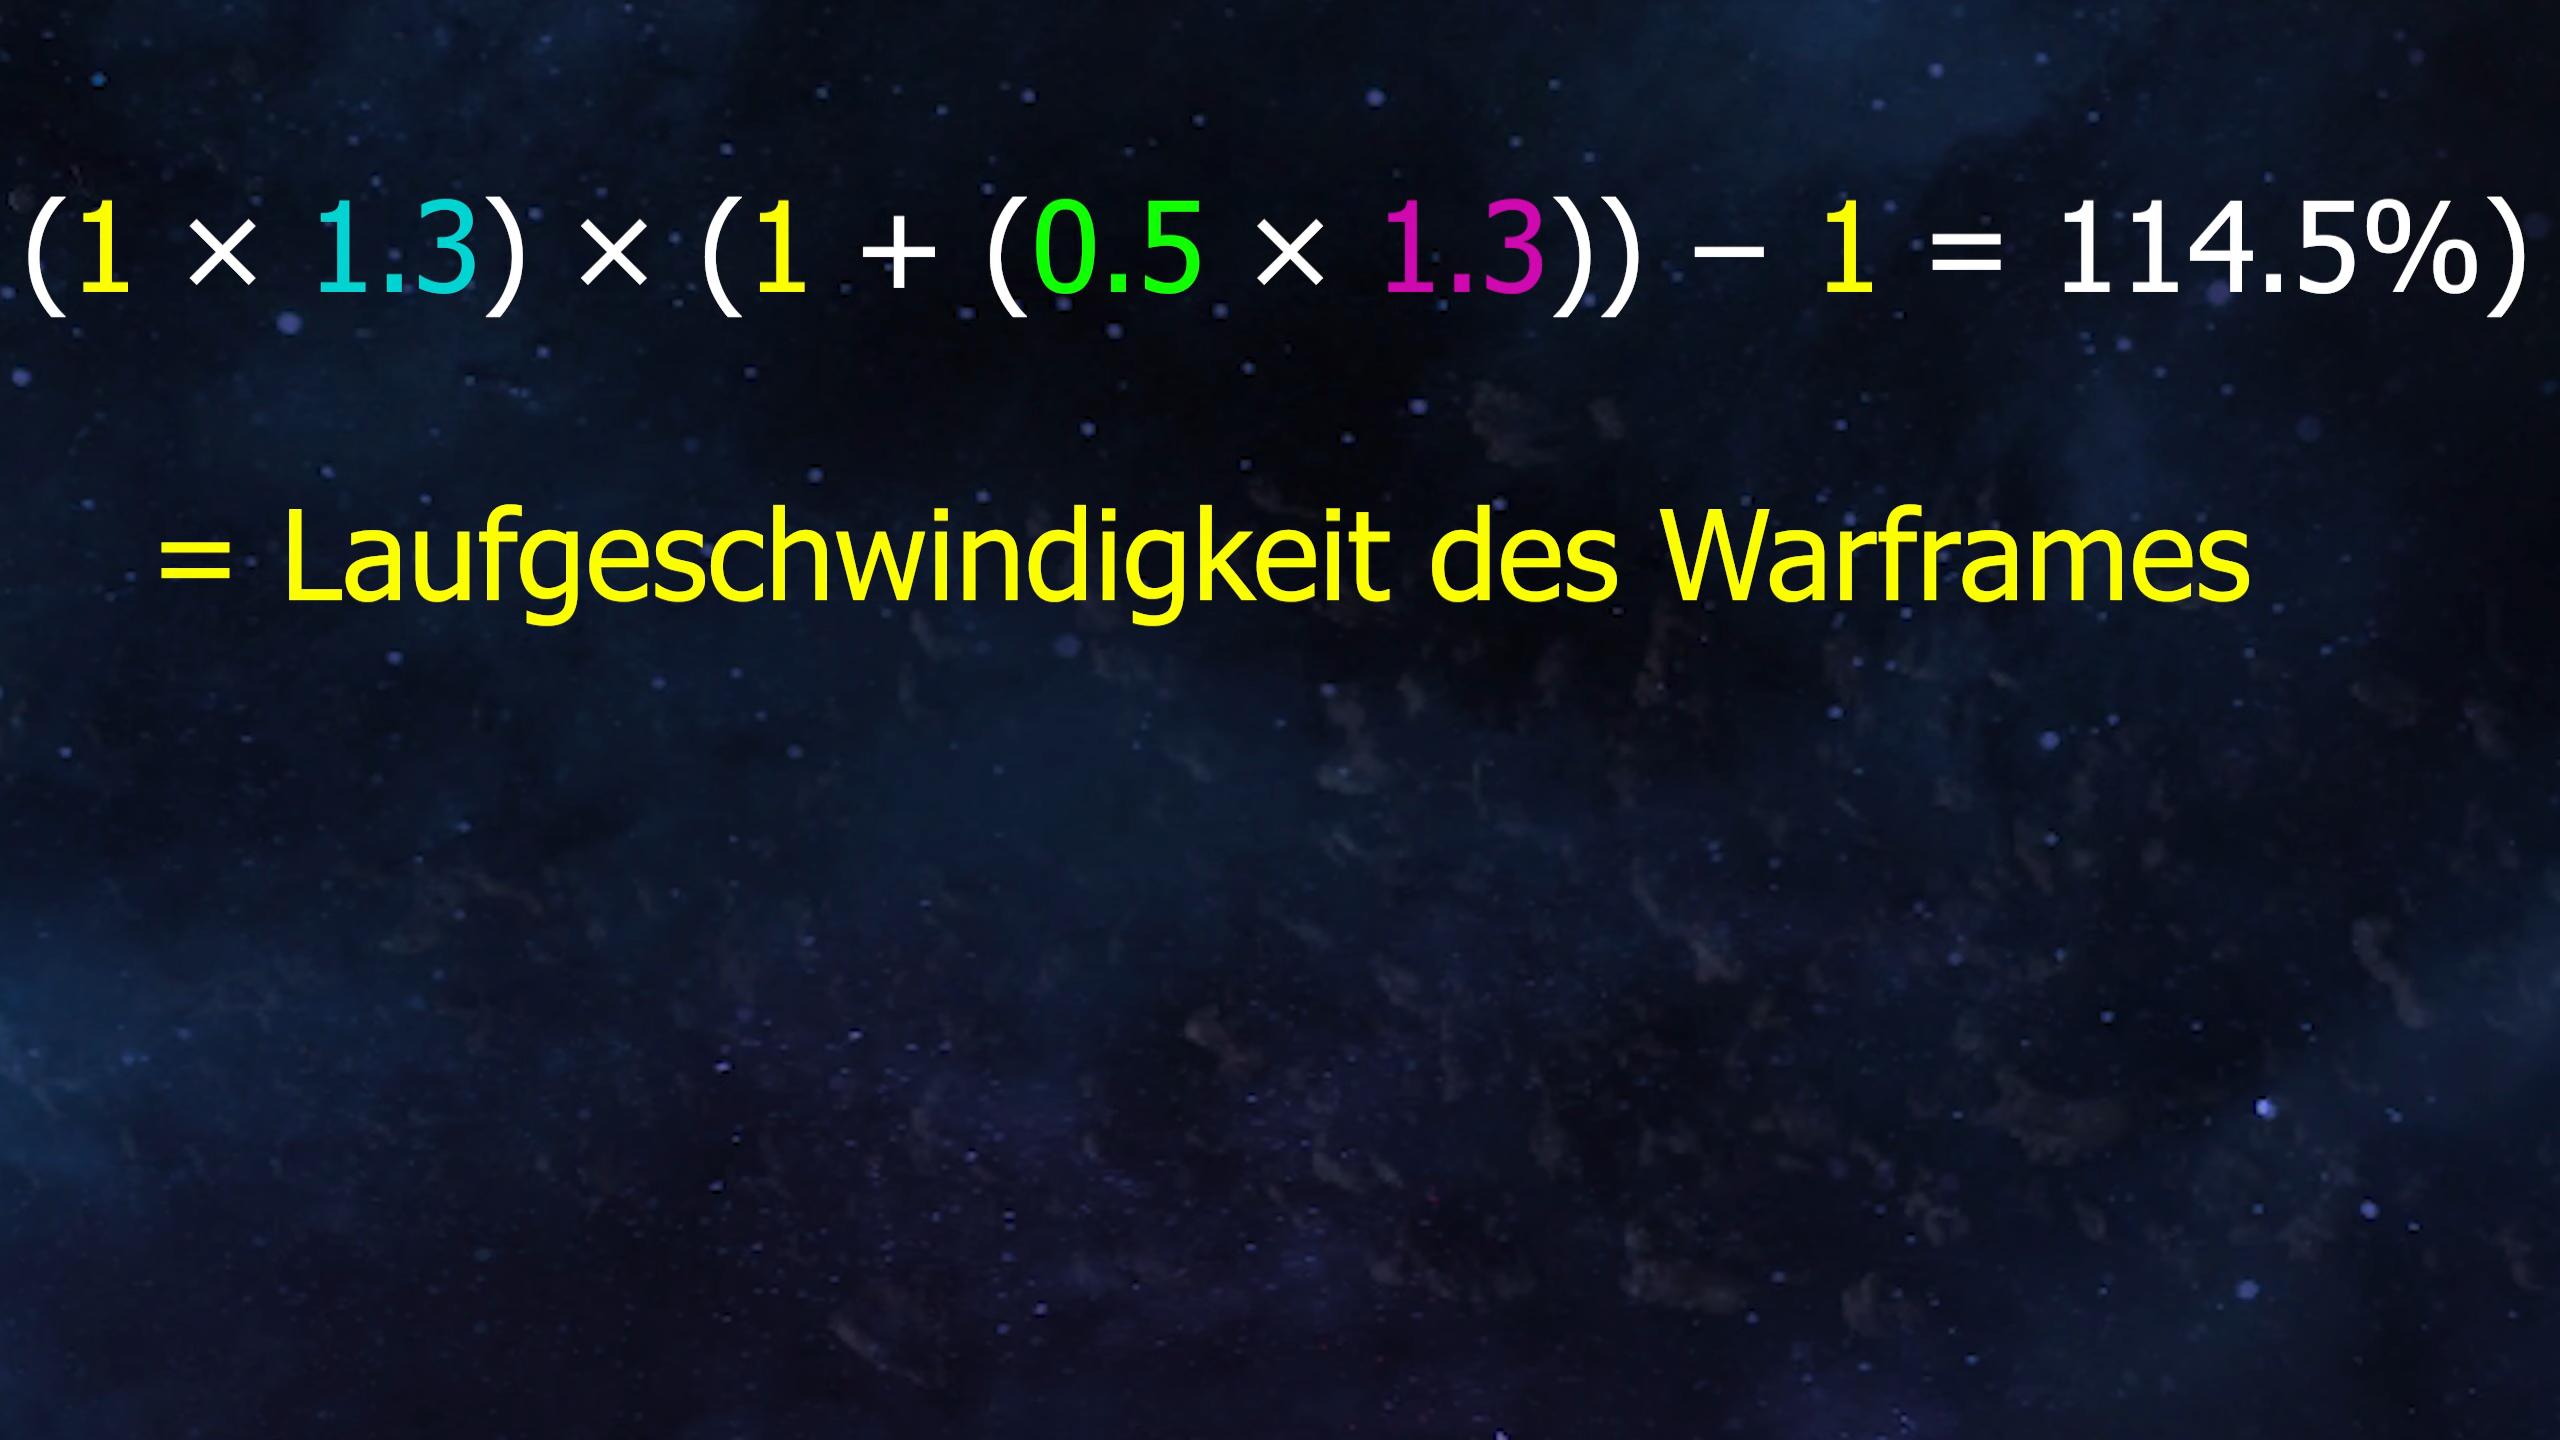 (1 × 1.3) × (1 + (0.5 × 1.3)) − 1 = 114.5%)
= Laufgeschwindigkeit des Warframes